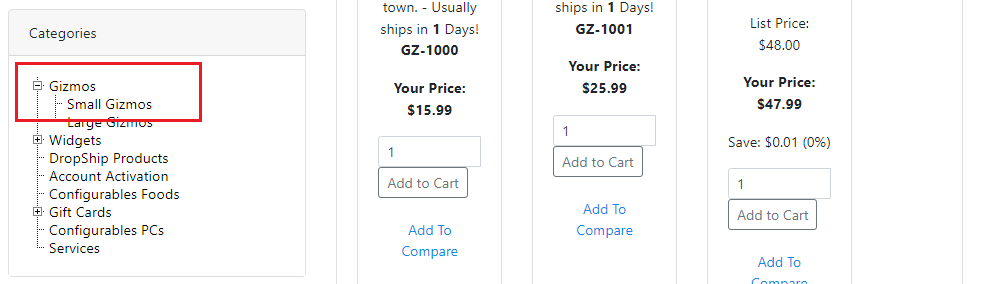 Categories
Gizmos
Small Gizmos
Large Gizmos
Widgets
DropShip Products
Account Activation
Configurables Foods
Gift Cards
Configurables PCs
Services
town. - Usually
ships in 1 Days!
GZ-1000
Your Price:
$15.99
1
Add to Cart
Add To
Compare
ships in 1 Days!
GZ-1001
Your Price:
$25.99
1
Add to Cart
Add To
Compare
List Price:
$48.00
Your Price:
$47.99
Save: $0.01 (0%)
1
Add to Cart
Add To